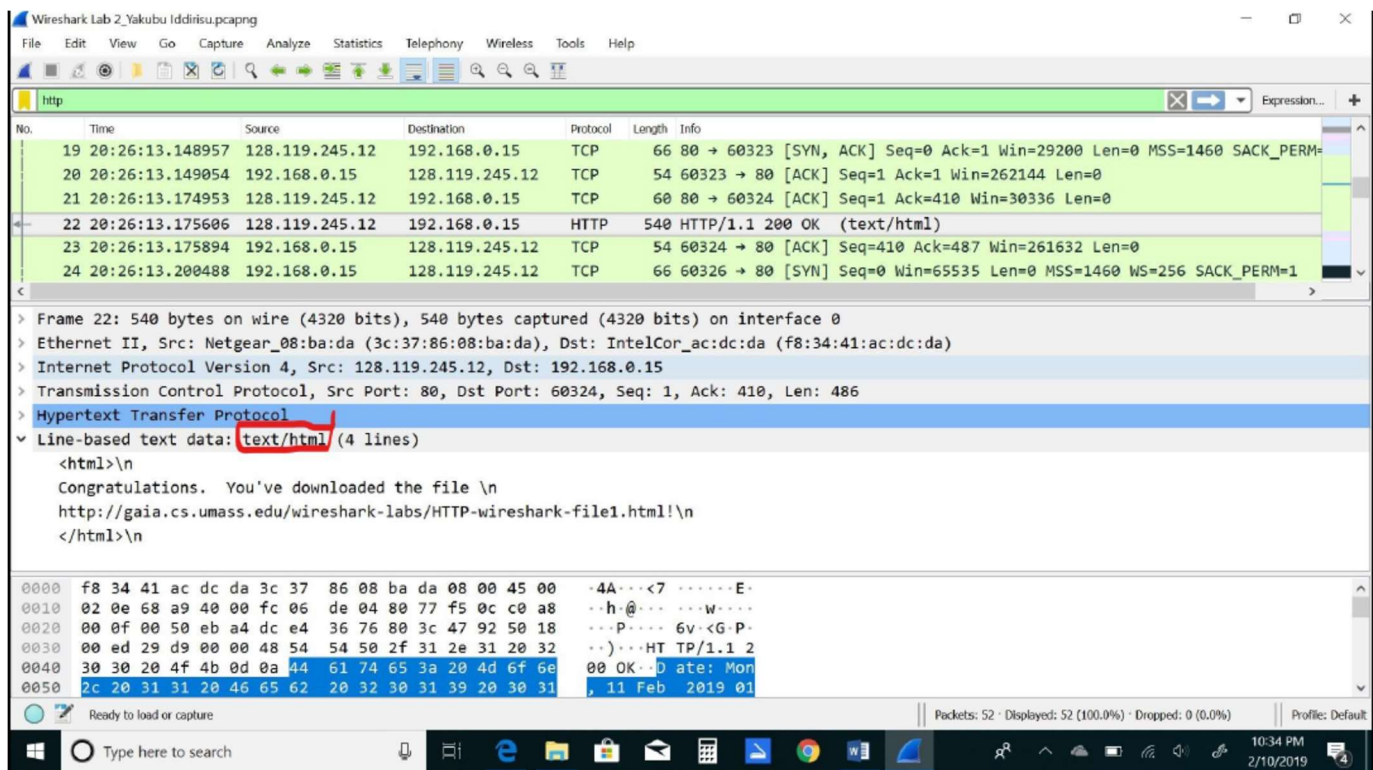 Wireshark Lab 2_Yakubu Iddirisu.pcapng
File Edit View Go Capture Analyze Statistics Telephony Wireless Tools Help
http Expression... +
No. Time Source Destination Protocol Length Info
19 20:26:13.148957 128.119.245.12 192.168.0.15 TCP 66 80 → 60323 [SYN, ACK] Seq=0 Ack=1 Win=29200 Len=0 MSS=1460 SACK_PERM=
20 20:26:13.149054 192.168.0.15 128.119.245.12 TCP 54 60323 → 80 [ACK] Seq=1 Ack=1 Win=262144 Len=0
21 20:26:13.174953 128.119.245.12 192.168.0.15 TCP 60 80 → 60324 [ACK] Seq=1 Ack=410 Win=30336 Len=0
22 20:26:13.175606 128.119.245.12 192.168.0.15 HTTP 540 HTTP/1.1 200 OK (text/html)
23 20:26:13.175894 192.168.0.15 128.119.245.12 TCP 54 60324 → 80 [ACK] Seq=410 Ack=487 Win=261632 Len=0
24 20:26:13.200488 192.168.0.15 128.119.245.12 TCP 66 60326 → 80 [SYN] Seq=0 Win=65535 Len=0 MSS=1460 WS=256 SACK_PERM=1
> Frame 22: 540 bytes on wire (4320 bits), 540 bytes captured (4320 bits) on interface 0
> Ethernet II, Src: Netgear_08:ba:da (3c:37:86:08:ba:da), Dst: IntelCor_ac:dc:da (f8:34:41:ac:dc:da)
> Internet Protocol Version 4, Src: 128.119.245.12, Dst: 192.168.0.15
> Transmission Control Protocol, Src Port: 80, Dst Port: 60324, Seq: 1, Ack: 410, Len: 486
> Hypertext Transfer Protocol
Line-based text data: text/html (4 lines)
<html>\n
Congratulations. You've downloaded the file \n
http://gaia.cs.umass.edu/wireshark-labs/HTTP-wireshark-file1.html!\n
</html>\n
0000 f8 34 41 ac dc da 3c 37 86 08 ba da 08 00 45 00 ·4A···<7 ······E·
0010 02 0e 68 a9 40 00 fc 06 de 04 80 77 f5 0c c0 a8 ··h·@··· ···w····
0020 00 0f 00 50 eb a4 dc e4 36 76 80 3c 47 92 50 18 ···P···· 6v·<G·P·
0030 00 ed 29 d9 00 00 48 54 54 50 2f 31 2e 31 20 32 ··)···HT TP/1.1 2
0040 30 30 20 4f 4b 0d 0a 44 61 74 65 3a 20 4d 6f 6e 00 OK··D ate: Mon
0050 2c 20 31 31 20 46 65 62 20 32 30 31 39 20 30 31 , 11 Feb 2019 01
Ready to load or capture Packets: 52 · Displayed: 52 (100.0%) · Dropped: 0 (0.0%) Profile: Default
Type here to search 10:34 PM
2/10/2019